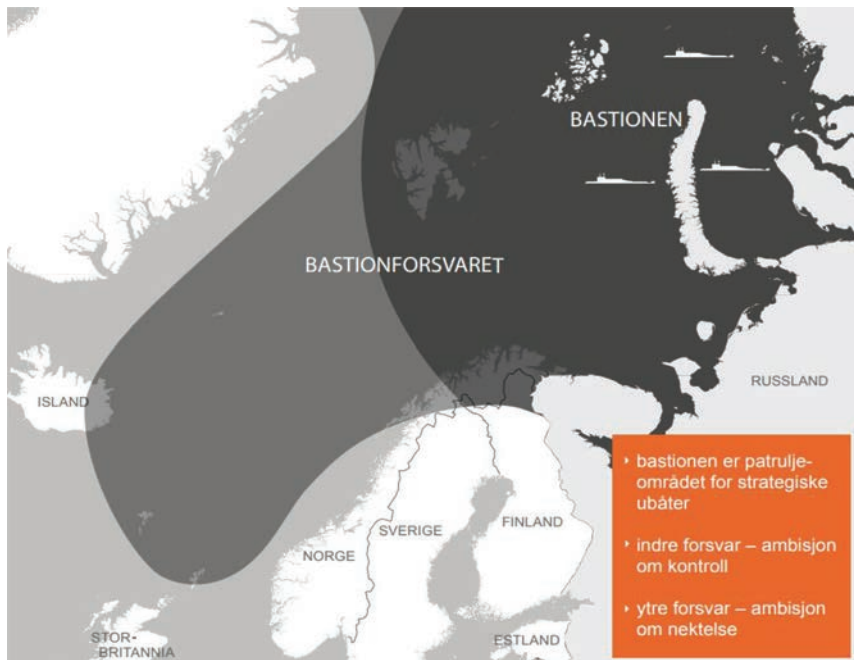 BASTIONEN
BASTIONFORSVARET
ISLAND
RUSSLAND
NORGE
SVERIGE
FINLAND
STOR-
BRITANNIA
ESTLAND
‣ bastionen er patrulje-
området for strategiske
ubåter
‣ indre forsvar – ambisjon
om kontroll
‣ ytre forsvar – ambisjon
om nektelse